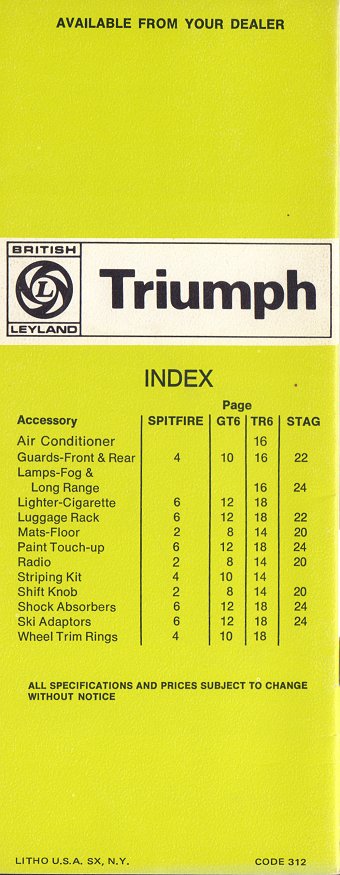 AVAILABLE FROM YOUR DEALER
BRITISH
L
LEYLAND
Triumph
INDEX
Page
Accessory SPITFIRE GT6 TR6 STAG
Air Conditioner 16
Guards-Front & Rear 4 10 16 22
Lamps-Fog &
Long Range 16 24
Lighter-Cigarette 6 12 18
Luggage Rack 6 12 18 22
Mats-Floor 2 8 14 20
Paint Touch-up 6 12 18 24
Radio 2 8 14 20
Striping Kit 4 10 14
Shift Knob 2 8 14 20
Shock Absorbers 6 12 18 24
Ski Adaptors 6 12 18 24
Wheel Trim Rings 4 10 18
ALL SPECIFICATIONS AND PRICES SUBJECT TO CHANGE
WITHOUT NOTICE
LITHO U.S.A. SX, N.Y. CODE 312